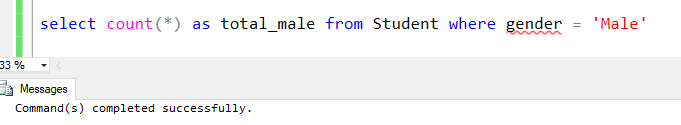 select count(*) as total_male from Student where gender = 'Male'
33 %
Messages
Command(s) completed successfully.